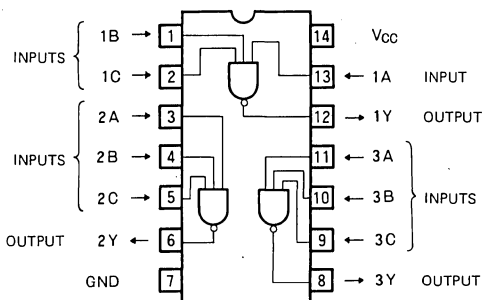 1B → 1 14 Vcc
INPUTS
1C → 2 13 ← 1A INPUT
2A → 3 12 → 1Y OUTPUT
INPUTS 2B → 4 11 ← 3A
2C → 5 10 ← 3B INPUTS
OUTPUT 2Y ← 6 9 ← 3C
GND 7 8 → 3Y OUTPUT